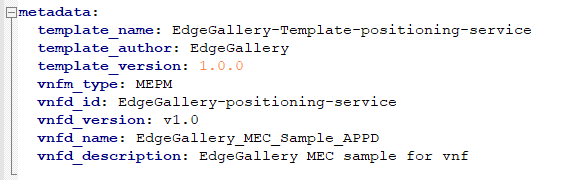 metadata:
template_name: EdgeGallery-Template-positioning-service
template_author: EdgeGallery
template_version: 1.0.0
vnfm_type: MEPM
vnfd_id: EdgeGallery-positioning-service
vnfd_version: v1.0
vnfd_name: EdgeGallery_MEC_Sample_APPD
vnfd_description: EdgeGallery MEC sample for vnf